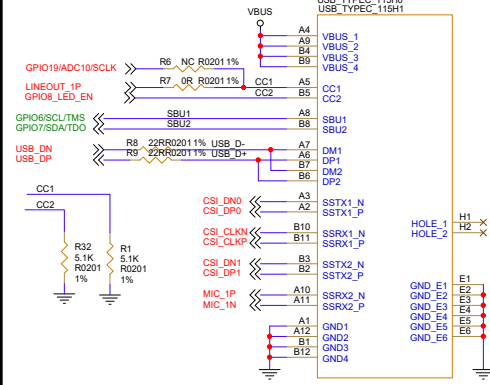 USB_TYPEC_115H0
USB_TYPEC_115H1
VBUS
A4 VBUS_1
A9 VBUS_2
B4 VBUS_3
B9 VBUS_4
GPIO19/ADC10/SCLK R6 NC R0201 1%
LINEOUT_1P R7 0R R0201 1% CC1 A5 CC1
GPIO8_LED_EN CC2 B5 CC2
GPIO6/SCL/TMS SBU1 A8 SBU1
GPIO7/SDA/TDO SBU2 B8 SBU2
USB_DN R8 22R R0201 1% USB_D- A7 DM1
USB_DP R9 22R R0201 1% USB_D+ A6 DP1
B7 DM2
B6 DP2
CSI_DN0 A3 SSTX1_N
CSI_DP0 A2 SSTX1_P
CSI_CLKN B10 SSRX1_N
CSI_CLKP B11 SSRX1_P
CSI_DN1 B3 SSTX2_N
CSI_DP1 B2 SSTX2_P
MIC_1P A10 SSRX2_N
MIC_1N A11 SSRX2_P
A1 GND1
A12 GND2
B1 GND3
B12 GND4
HOLE_1 H1
HOLE_2 H2
GND_E1 E1
GND_E2 E2
GND_E3 E3
GND_E4 E4
GND_E5 E5
GND_E6 E6
CC1
CC2
R32 R1
5.1K 5.1K
R0201 R0201
1% 1%